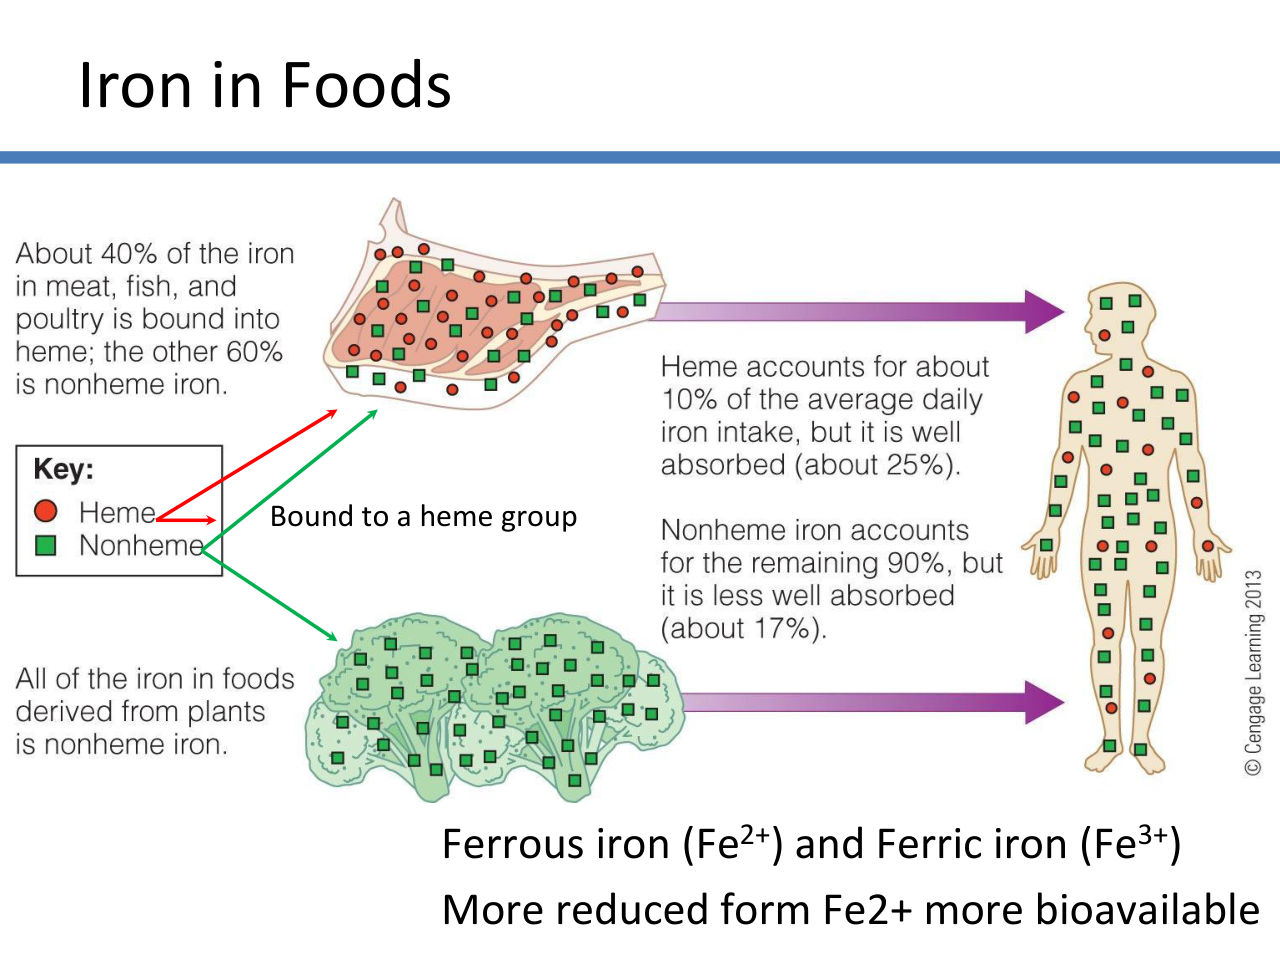 Iron in Foods
About 40% of the iron
in meat, fish, and
poultry is bound into
heme; the other 60%
is nonheme iron.
Key:
Heme
Nonheme
Bound to a heme group
Heme accounts for about
10% of the average daily
iron intake, but it is well
absorbed (about 25%).
Nonheme iron accounts
for the remaining 90%, but
it is less well absorbed
(about 17%).
All of the iron in foods
derived from plants
is nonheme iron.
© Cengage Learning 2013
Ferrous iron (Fe²⁺) and Ferric iron (Fe³⁺)
More reduced form Fe2+ more bioavailable